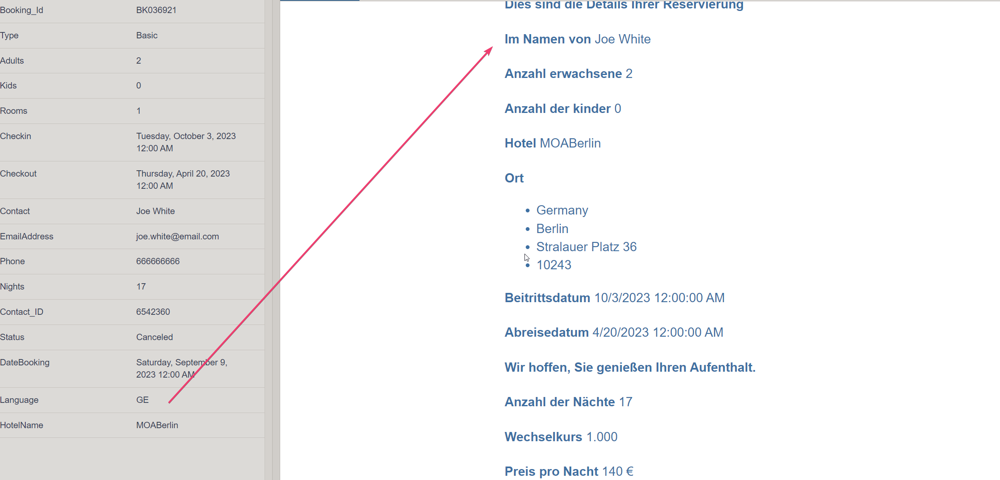 Booking_Id BK036921
Type Basic
Adults 2
Kids 0
Rooms 1
Checkin Tuesday, October 3, 2023
12:00 AM
Checkout Thursday, April 20, 2023
12:00 AM
Contact Joe White
EmailAddress joe.white@email.com
Phone 666666666
Nights 17
Contact_ID 6542360
Status Canceled
DateBooking Saturday, September 9,
2023 12:00 AM
Language GE
HotelName MOABerlin
Dies sind die Details Ihrer Reservierung
Im Namen von Joe White
Anzahl erwachsene 2
Anzahl der kinder 0
Hotel MOABerlin
Ort
• Germany
• Berlin
• Stralauer Platz 36
• 10243
Beitrittsdatum 10/3/2023 12:00:00 AM
Abreisedatum 4/20/2023 12:00:00 AM
Wir hoffen, Sie genießen Ihren Aufenthalt.
Anzahl der Nächte 17
Wechselkurs 1.000
Preis pro Nacht 140 €